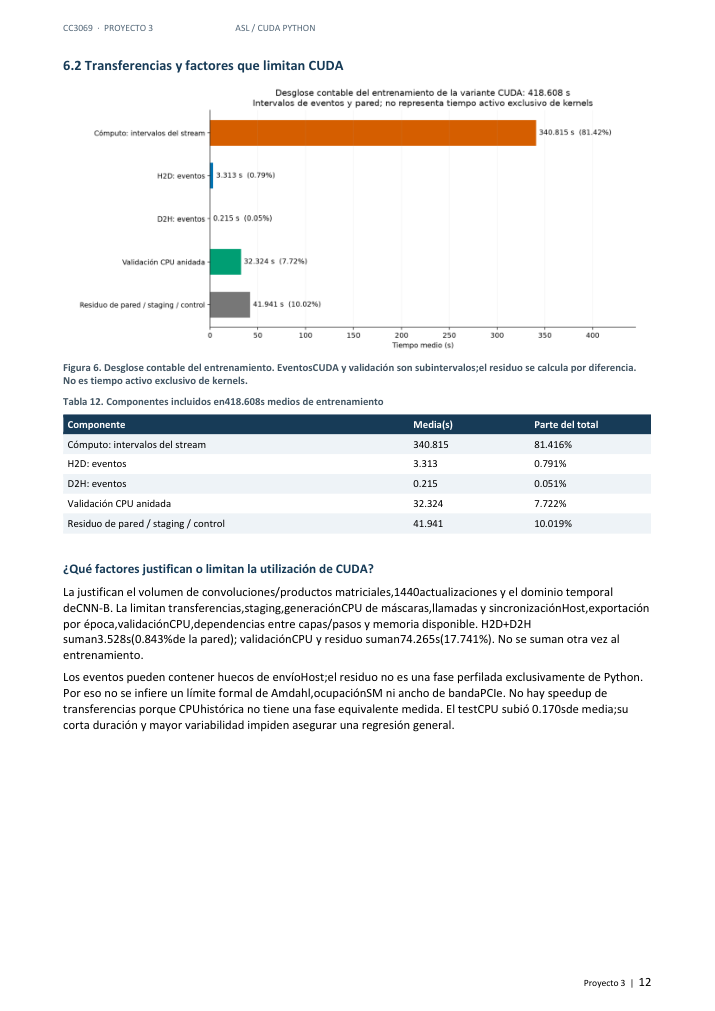 CC3069 · PROYECTO 3 ASL / CUDA PYTHON
6.2 Transferencias y factores que limitan CUDA
Desglose contable del entrenamiento de la variante CUDA: 418.608 s
Intervalos de eventos y pared; no representa tiempo activo exclusivo de kernels
Cómputo: intervalos del stream 340.815 s (81.42%)
H2D: eventos 3.313 s (0.79%)
D2H: eventos 0.215 s (0.05%)
Validación CPU anidada 32.324 s (7.72%)
Residuo de pared / staging / control 41.941 s (10.02%)
0 50 100 150 200 250 300 350 400
Tiempo medio (s)
Figura 6. Desglose contable del entrenamiento. EventosCUDA y validación son subintervalos;el residuo se calcula por diferencia.
No es tiempo activo exclusivo de kernels.
Tabla 12. Componentes incluidos en418.608s medios de entrenamiento
Componente Media(s) Parte del total
Cómputo: intervalos del stream 340.815 81.416%
H2D: eventos 3.313 0.791%
D2H: eventos 0.215 0.051%
Validación CPU anidada 32.324 7.722%
Residuo de pared / staging / control 41.941 10.019%
¿Qué factores justifican o limitan la utilización de CUDA?
La justifican el volumen de convoluciones/productos matriciales,1440actualizaciones y el dominio temporal
deCNN-B. La limitan transferencias,staging,generaciónCPU de máscaras,llamadas y sincronizaciónHost,exportación
por época,validaciónCPU,dependencias entre capas/pasos y memoria disponible. H2D+D2H
suman3.528s(0.843%de la pared); validaciónCPU y residuo suman74.265s(17.741%). No se suman otra vez al
entrenamiento.
Los eventos pueden contener huecos de envíoHost;el residuo no es una fase perfilada exclusivamente de Python.
Por eso no se infiere un límite formal de Amdahl,ocupaciónSM ni ancho de bandaPCIe. No hay speedup de
transferencias porque CPUhistórica no tiene una fase equivalente medida. El testCPU subió 0.170sde media;su
corta duración y mayor variabilidad impiden asegurar una regresión general.
Proyecto 3 | 12